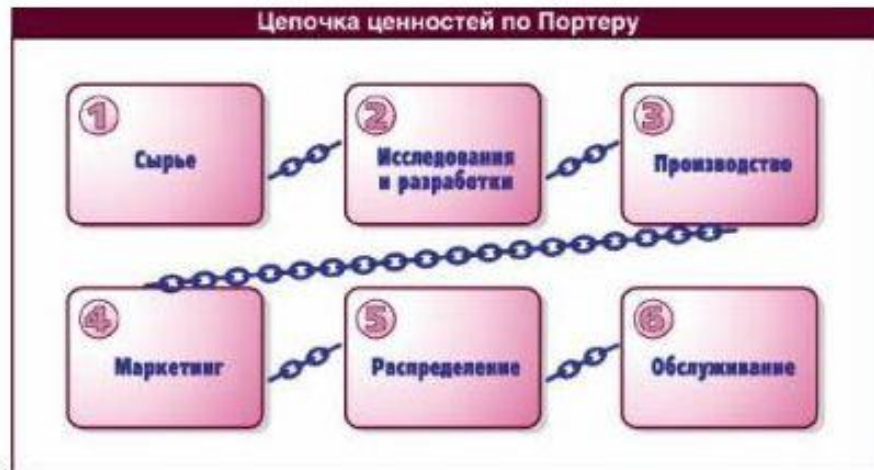 Цепочка ценностей по Портеру
1
Сырье
2
Исследования
и разработки
3
Производство
4
Маркетинг
5
Распределение
6
Обслуживание